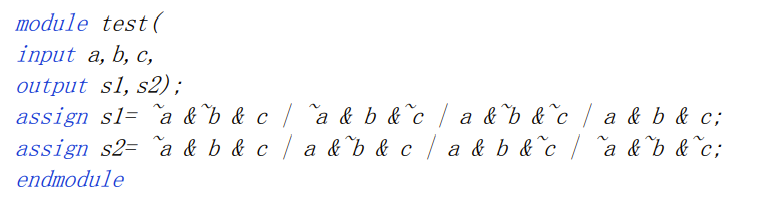 module test(
input a,b,c,
output s1,s2);
assign s1= ~a &~b & c | ~a & b &~c | a &~b &~c | a & b & c;
assign s2= ~a & b & c | a &~b & c | a & b &~c | ~a &~b &~c;
endmodule